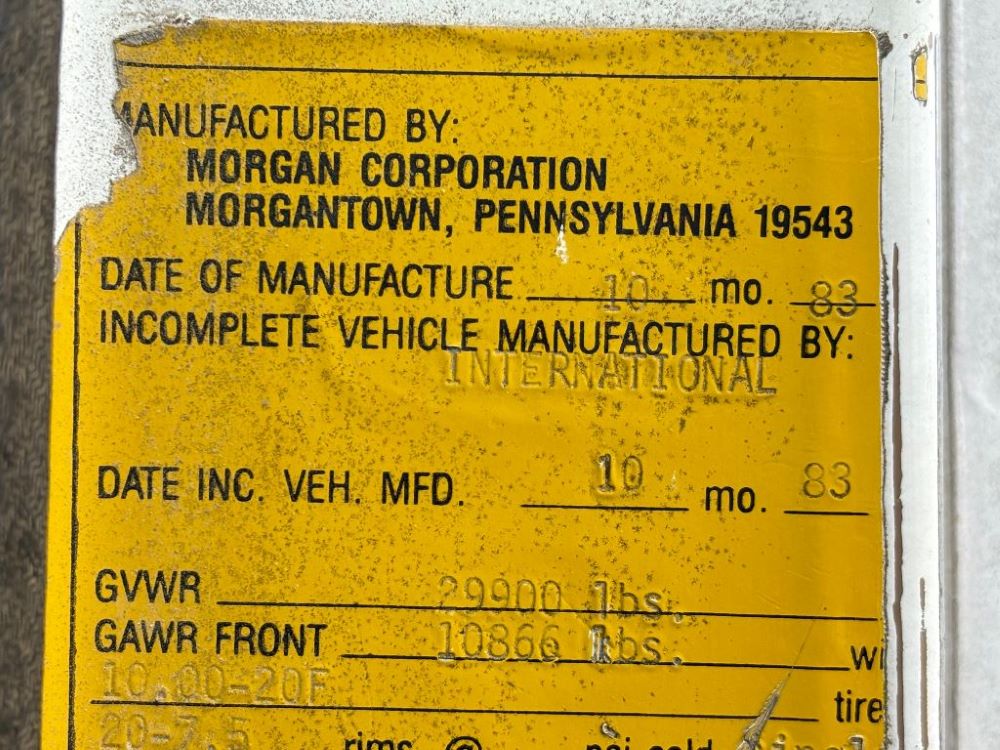 MANUFACTURED BY:
MORGAN CORPORATION
MORGANTOWN, PENNSYLVANIA 19543
DATE OF MANUFACTURE 10 mo. 83
INCOMPLETE VEHICLE MANUFACTURED BY:
INTERNATIONAL
DATE INC. VEH. MFD. 10 mo. 83
GVWR 29900 lbs.
GAWR FRONT 10866 lbs. wi
10.00-20F tire
20-7.5 rims @ psi cold